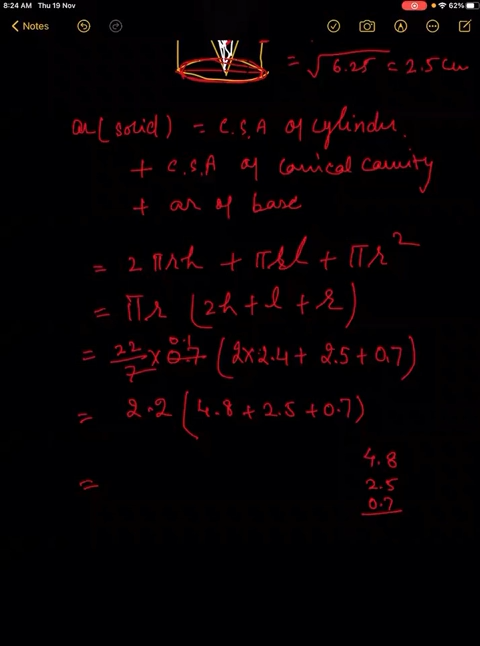 8:24 AM Thu 19 Nov
62%
Notes
= √6.25 = 2.5 cm
ar (solid) = C.S.A of cylinder
+ C.S.A of conical cavity
+ ar of base
= 2πrh + πrl + πr²
= πr (2h + l + r)
= 22/7 × 0.7 0.1 (2×2.4 + 2.5 + 0.7)
= 2.2 (4.8 + 2.5 + 0.7)
4.8
= 2.5
0.7